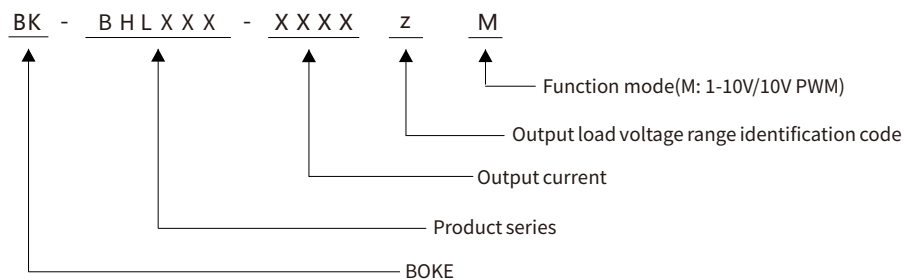 BK - BHLXXX - XXXX z M
Function mode(M: 1-10V/10V PWM)
Output load voltage range identification code
Output current
Product series
BOKE